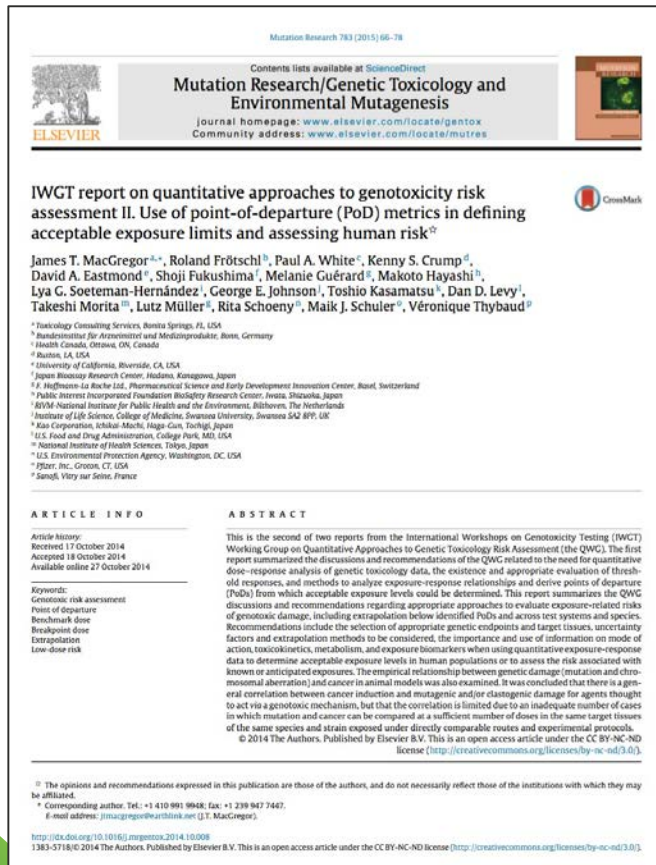 Mutation Research 783 (2015) 66–78
ELSEVIER
Contents lists available at ScienceDirect
Mutation Research/Genetic Toxicology and
Environmental Mutagenesis
journal homepage: www.elsevier.com/locate/gentox
Community address: www.elsevier.com/locate/mutres
IWGT report on quantitative approaches to genotoxicity risk
assessment II. Use of point-of-departure (PoD) metrics in defining
acceptable exposure limits and assessing human risk☆
CrossMark
James T. MacGregor a,*, Roland Frötschl b, Paul A. White c, Kenny S. Crump d,
David A. Eastmond e, Shoji Fukushima f, Melanie Guérard g, Makoto Hayashi h,
Lya G. Soeteman-Hernández i, George E. Johnson j, Toshio Kasamatsu k, Dan D. Levy l,
Takeshi Morita m, Lutz Müller g, Rita Schoeny n, Maik J. Schuler o, Véronique Thybaud p
a Toxicology Consulting Services, Bonita Springs, FL, USA
b Bundesinstitut für Arzneimittel und Medizinprodukte, Bonn, Germany
c Health Canada, Ottawa, ON, Canada
d Ruston, LA, USA
e University of California, Riverside, CA, USA
f Japan Bioassay Research Center, Hadano, Kanagawa, Japan
g F. Hoffmann-La Roche Ltd., Pharmaceutical Science and Early Development Innovation Center, Basel, Switzerland
h Public Interest Incorporated Foundation BioSafety Research Center, Iwata, Shizuoka, Japan
i RIVM-National Institute for Public Health and the Environment, Bilthoven, The Netherlands
j Institute of Life Science, College of Medicine, Swansea University, Swansea SA2 8PP, UK
k Kao Corporation, Ichikai-Machi, Haga-Gun, Tochigi, Japan
l U.S. Food and Drug Administration, College Park, MD, USA
m National Institute of Health Sciences, Tokyo, Japan
n U.S. Environmental Protection Agency, Washington, DC, USA
o Pfizer, Inc., Groton, CT, USA
p Sanofi, Vitry sur Seine, France
ARTICLE INFO
Article history:
Received 17 October 2014
Accepted 18 October 2014
Available online 27 October 2014
Keywords:
Genotoxic risk assessment
Point of departure
Benchmark dose
Breakpoint dose
Extrapolation
Low-dose risk
ABSTRACT
This is the second of two reports from the International Workshops on Genotoxicity Testing (IWGT)
Working Group on Quantitative Approaches to Genetic Toxicology Risk Assessment (the QWG). The first
report summarized the discussions and recommendations of the QWG related to the need for quantitative
dose–response analysis of genetic toxicology data, the existence and appropriate evaluation of thresh-
old responses, and methods to analyze exposure-response relationships and derive points of departure
(PoDs) from which acceptable exposure levels could be determined. This report summarizes the QWG
discussions and recommendations regarding appropriate approaches to evaluate exposure-related risks
of genotoxic damage, including extrapolation below identified PoDs and across test systems and species.
Recommendations include the selection of appropriate genetic endpoints and target tissues, uncertainty
factors and extrapolation methods to be considered, the importance and use of information on mode of
action, toxicokinetics, metabolism, and exposure biomarkers when using quantitative exposure-response
data to determine acceptable exposure levels in human populations or to assess the risk associated with
known or anticipated exposures. The empirical relationship between genetic damage (mutation and chro-
mosomal aberration) and cancer in animal models was also examined. It was concluded that there is a gen-
eral correlation between cancer induction and mutagenic and/or clastogenic damage for agents thought
to act via a genotoxic mechanism, but that the correlation is limited due to an inadequate number of cases
in which mutation and cancer can be compared at a sufficient number of doses in the same target tissues
of the same species and strain exposed under directly comparable routes and experimental protocols.
© 2014 The Authors. Published by Elsevier B.V. This is an open access article under the CC BY-NC-ND
license (http://creativecommons.org/licenses/by-nc-nd/3.0/).
☆ The opinions and recommendations expressed in this publication are those of the authors, and do not necessarily reflect those of the institutions with which they may
be affiliated.
* Corresponding author. Tel.: +1 410 991 9948; fax: +1 239 947 7447.
E-mail address: jtmacgregor@earthlink.net (J.T. MacGregor).
http://dx.doi.org/10.1016/j.mrgentox.2014.10.008
1383-5718/© 2014 The Authors. Published by Elsevier B.V. This is an open access article under the CC BY-NC-ND license (http://creativecommons.org/licenses/by-nc-nd/3.0/).